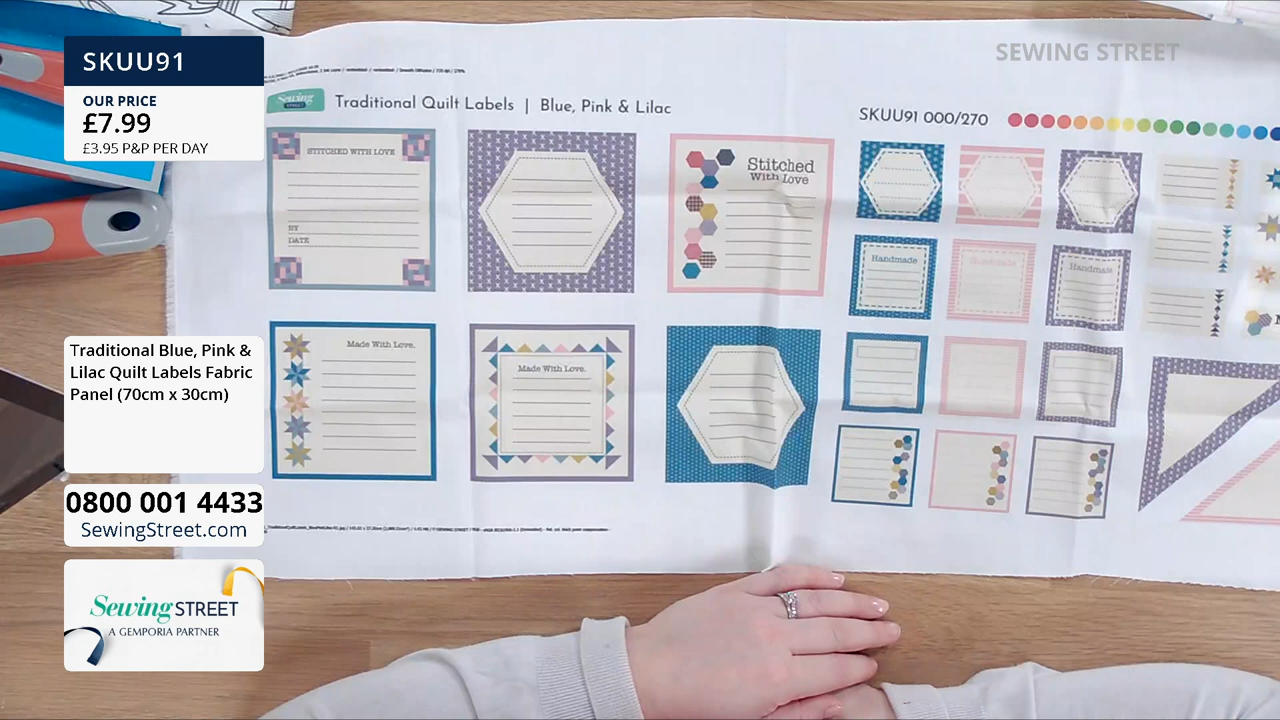 SKUU91
OUR PRICE
£7.99
£3.95 P&P PER DAY
Traditional Blue, Pink &
Lilac Quilt Labels Fabric
Panel (70cm x 30cm)
0800 001 4433
SewingStreet.com
Sewing STREET
A GEMPORIA PARTNER
SEWING STREET
Sewing
STREET
Traditional Quilt Labels | Blue, Pink & Lilac
SKUU91 000/270
STITCHED WITH LOVE
BY
DATE
Stitched
With Love
Made With Love.
Made With Love.
Handmade
Handmade
Handmade